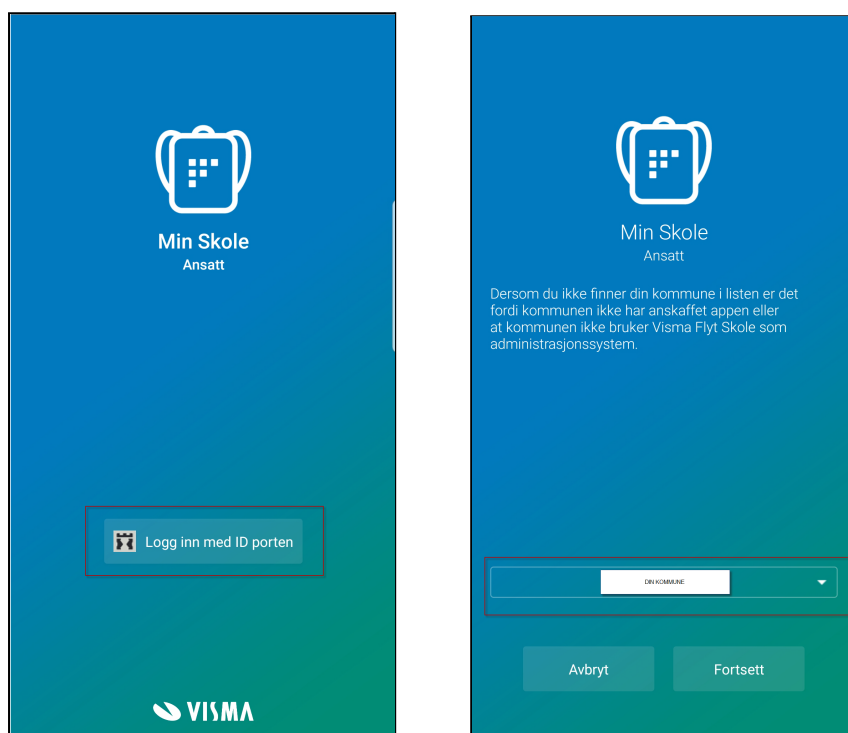 Min Skole
Ansatt
Logg inn med ID porten
VISMA
Min Skole
Ansatt
Dersom du ikke finner din kommune i listen er det
fordi kommunen ikke har anskaffet appen eller
at kommunen ikke bruker Visma Flyt Skole som
administrasjonssystem.
DIN KOMMUNE
Avbryt
Fortsett